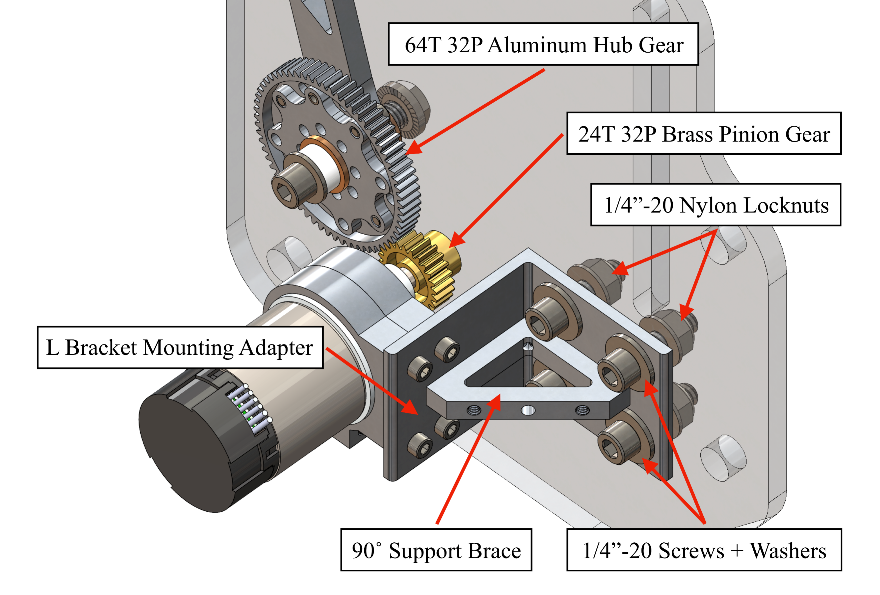 64T 32P Aluminum Hub Gear
24T 32P Brass Pinion Gear
1/4”-20 Nylon Locknuts
L Bracket Mounting Adapter
90˚ Support Brace
1/4”-20 Screws + Washers